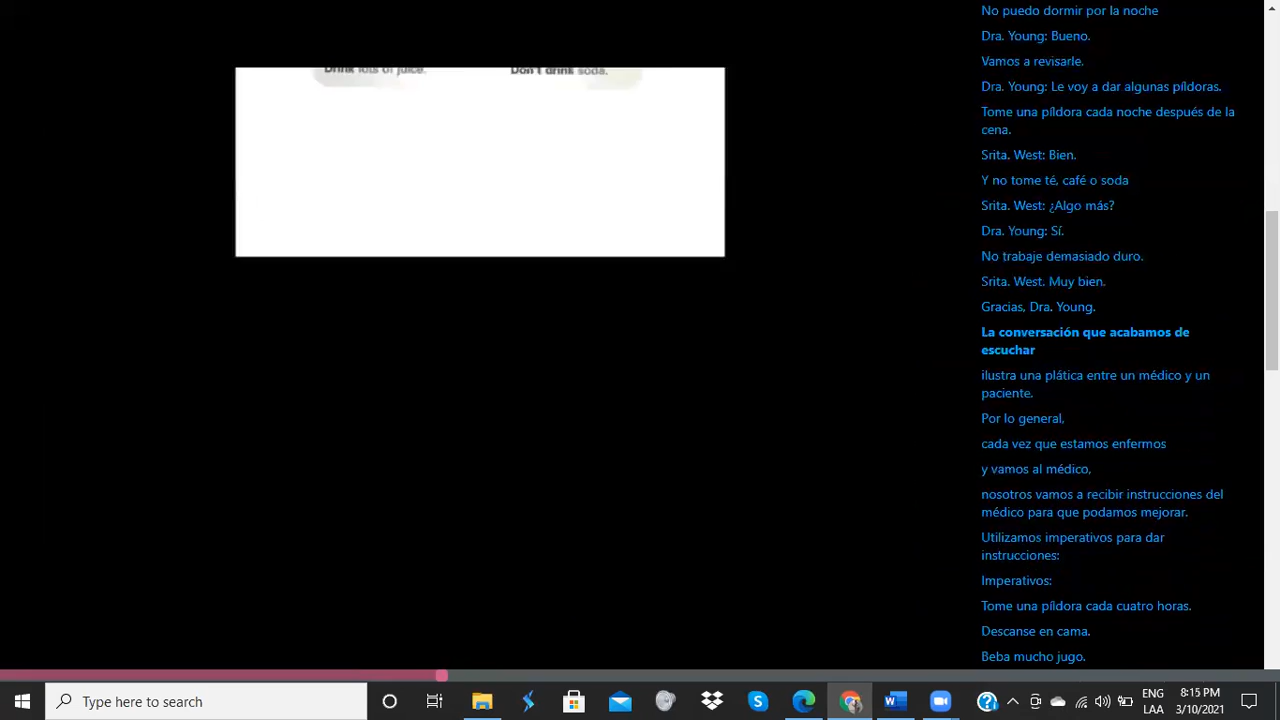 No puedo dormir por la noche
Dra. Young: Bueno.
Vamos a revisarle.
Dra. Young: Le voy a dar algunas píldoras.
Tome una píldora cada noche después de la
cena.
Srita. West: Bien.
Y no tome té, café o soda
Srita. West: ¿Algo más?
Dra. Young: Sí.
No trabaje demasiado duro.
Srita. West. Muy bien.
Gracias, Dra. Young.
La conversación que acabamos de
escuchar
ilustra una plática entre un médico y un
paciente.
Por lo general,
cada vez que estamos enfermos
y vamos al médico,
nosotros vamos a recibir instrucciones del
médico para que podamos mejorar.
Utilizamos imperativos para dar
instrucciones:
Imperativos:
Tome una píldora cada cuatro horas.
Descanse en cama.
Beba mucho jugo.
Drink lots of juice.
Don't drink soda.
Type here to search
ENG
LAA
8:15 PM
3/10/2021